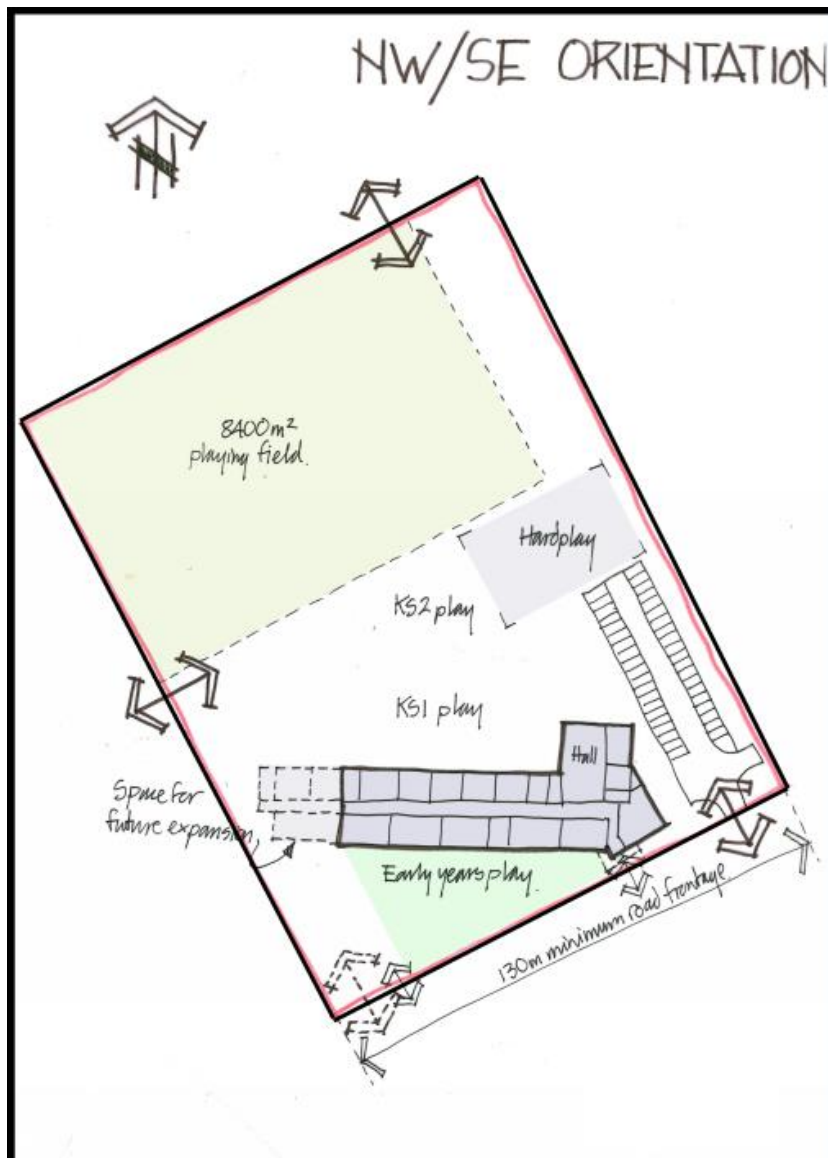 NW/SE ORIENTATION
8400m²
playing field.
Hardplay
KS2 play
KS1 play
Hall
Space for
future expansion
Early years play.
130m minimum road frontage